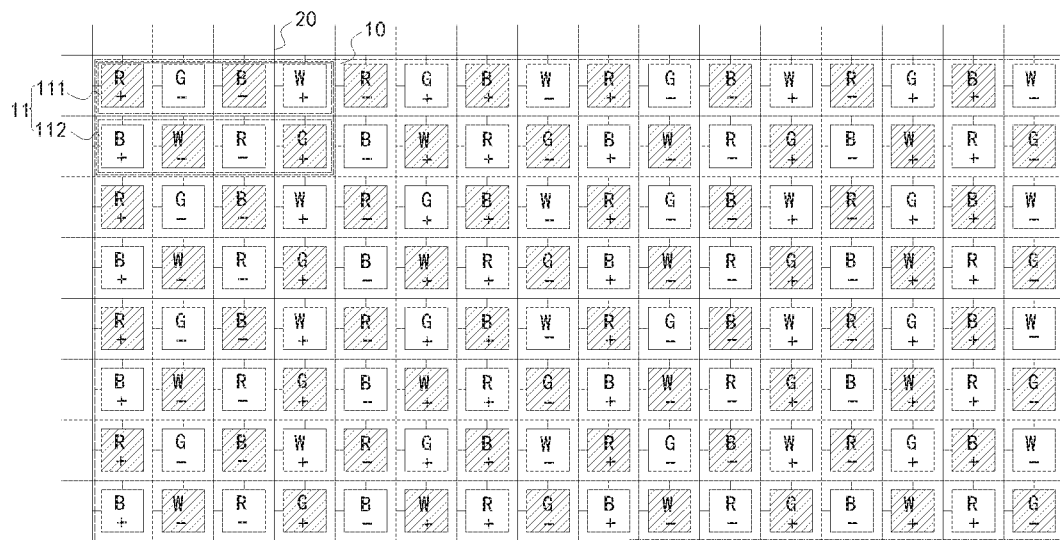 20
10
R G B W R G B W R G B W R G B W
111
+ - - + - + + - + - - + - + + -
11
112
B W R G B W R G B W R G B W R G
+ - - + - + + - + - - + - + + -
R G B W R G B W R G B W R G B W
+ - - + - + + - + - - + - + + -
B W R G B W R G B W R G B W R G
+ - - + - + + - + - - + - + + -
R G B W R G B W R G B W R G B W
+ - - + - + + - + - - + - + + -
B W R G B W R G B W R G B W R G
+ - - + - + + - + - - + - + + -
R G B W R G B W R G B W R G B W
+ - - + - + + - + - - + - + + -
B W R G B W R G B W R G B W R G
+ - - + - + + - + - - + - + + -